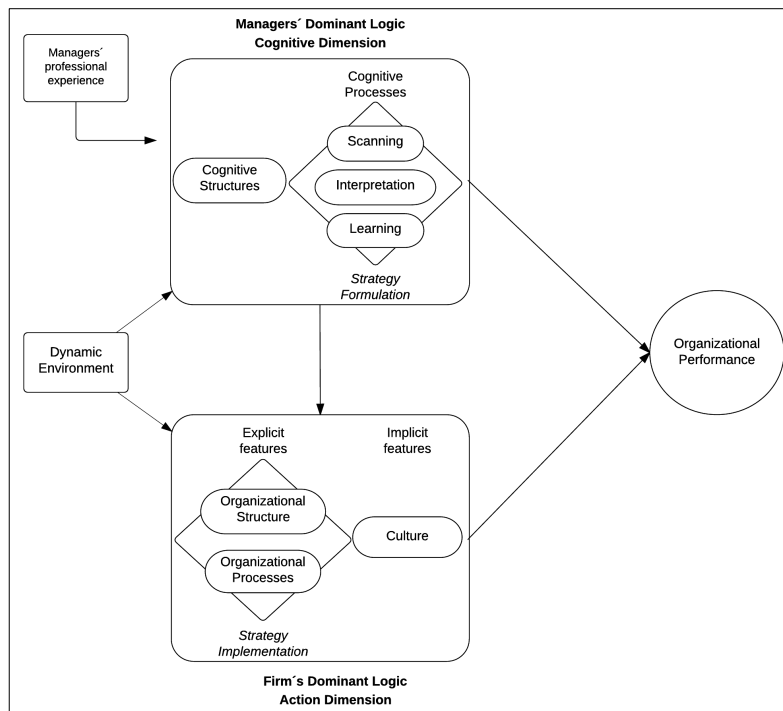 Managers´ Dominant Logic
Cognitive Dimension
Managers´
professional
experience
Cognitive
Processes
Scanning
Cognitive
Structures
Interpretation
Learning
Strategy
Formulation
Dynamic
Environment
Organizational
Performance
Explicit
features
Implicit
features
Organizational
Structure
Culture
Organizational
Processes
Strategy
Implementation
Firm´s Dominant Logic
Action Dimension